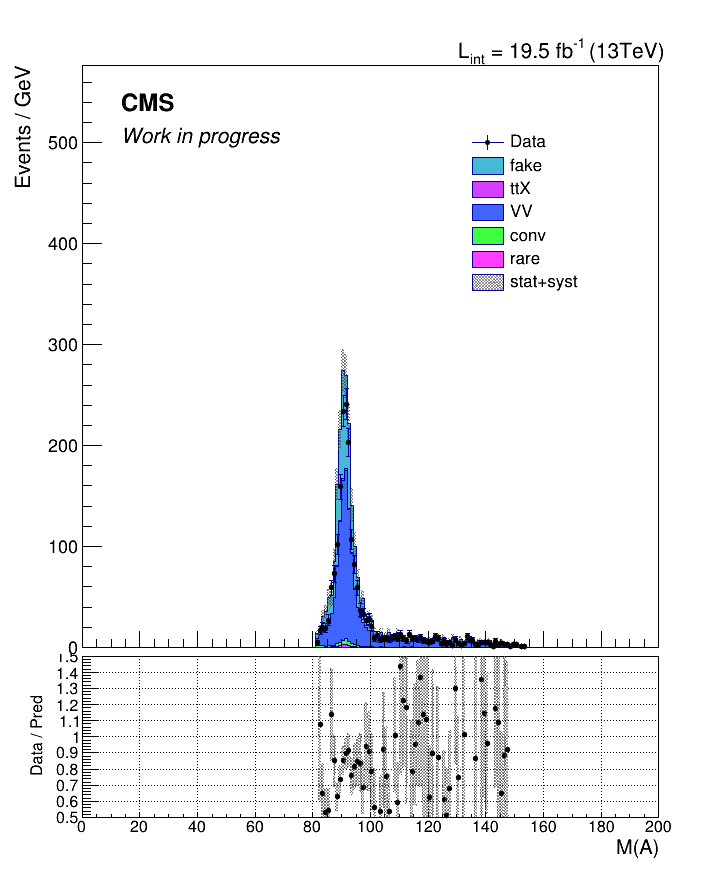 L_int = 19.5 fb^-1 (13TeV)
Events / GeV
CMS
Work in progress
Data
fake
ttX
VV
conv
rare
stat+syst
500
400
300
200
100
0
Data / Pred
1.5
1.4
1.3
1.2
1.1
1
0.9
0.8
0.7
0.6
0.5
0 20 40 60 80 100 120 140 160 180 200
M(A)